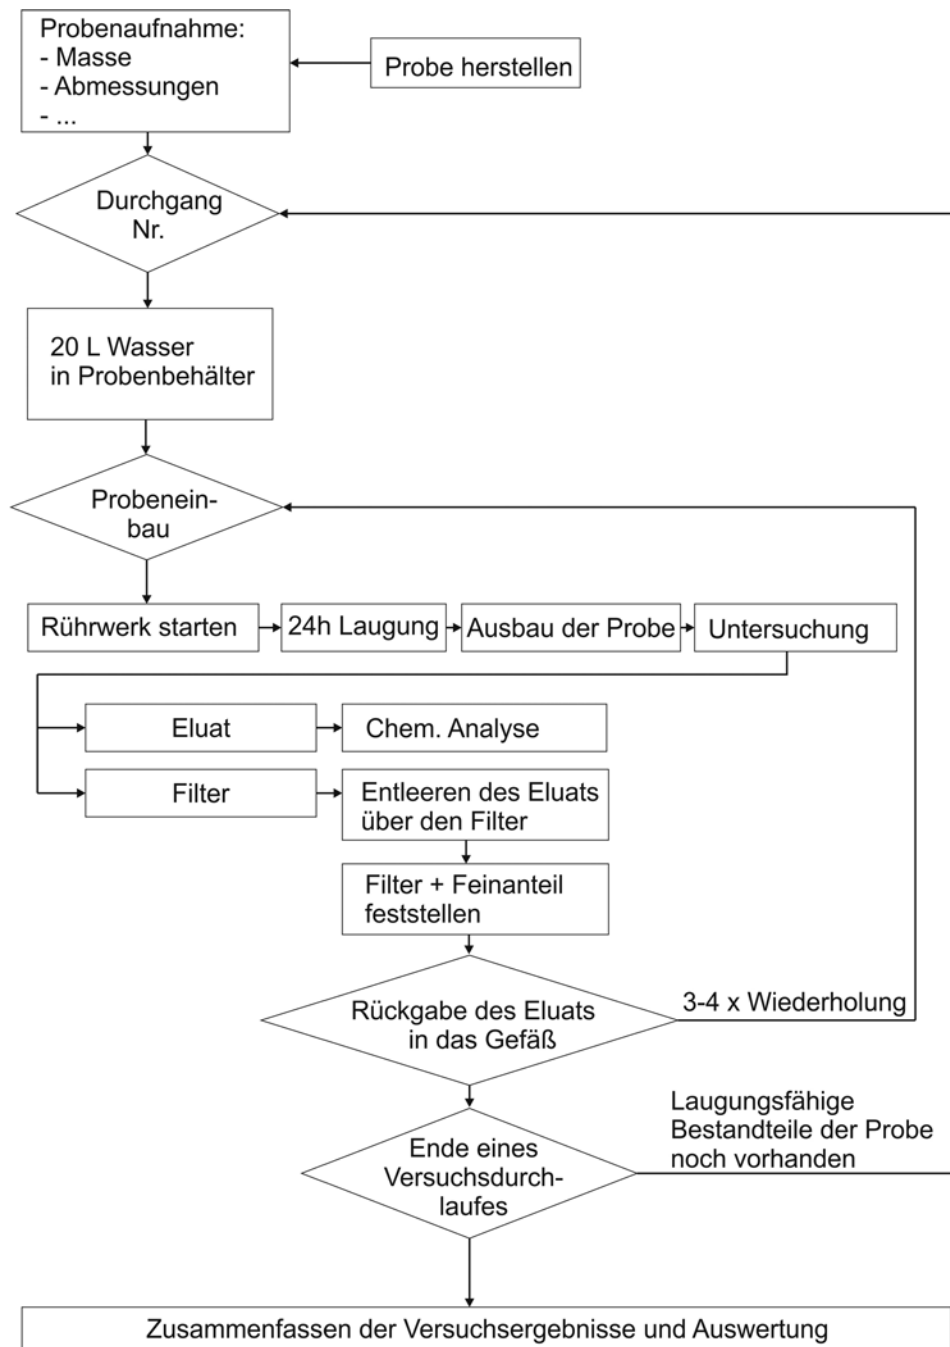 Probenaufnahme:
- Masse
- Abmessungen
- ...
Probe herstellen
Durchgang
Nr.
20 L Wasser
in Probenbehälter
Probenein-
bau
Rührwerk starten
24h Laugung
Ausbau der Probe
Untersuchung
Eluat
Chem. Analyse
Filter
Entleeren des Eluats
über den Filter
Filter + Feinanteil
feststellen
Rückgabe des Eluats
in das Gefäß
3-4 x Wiederholung
Ende eines
Versuchsdurch-
laufes
Laugungsfähige
Bestandteile der Probe
noch vorhanden
Zusammenfassen der Versuchsergebnisse und Auswertung